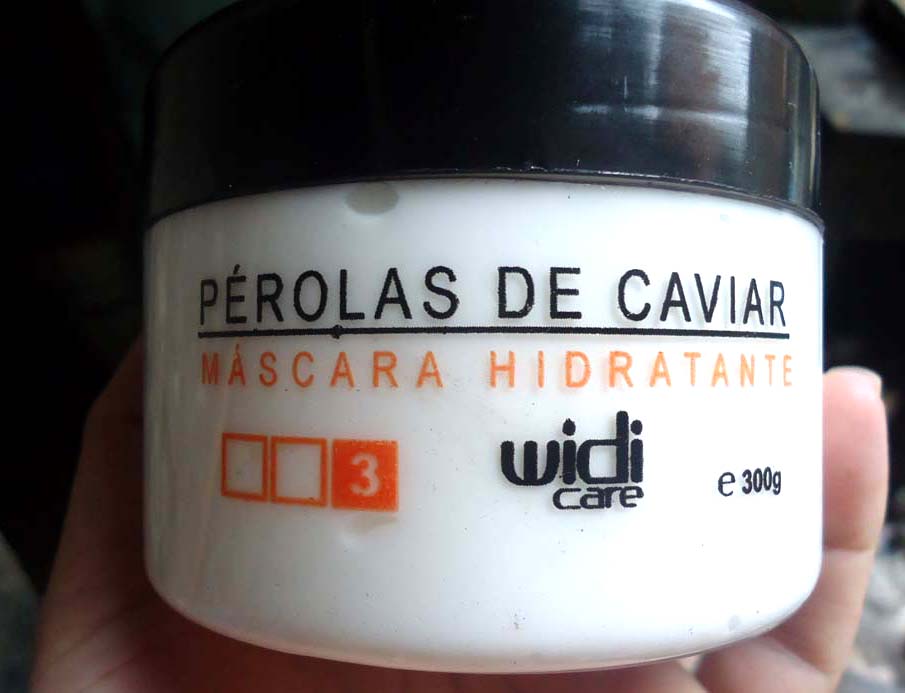 PÉROLAS DE CAVIAR
MÁSCARA HIDRATANTE
3
widi
care
e 300g